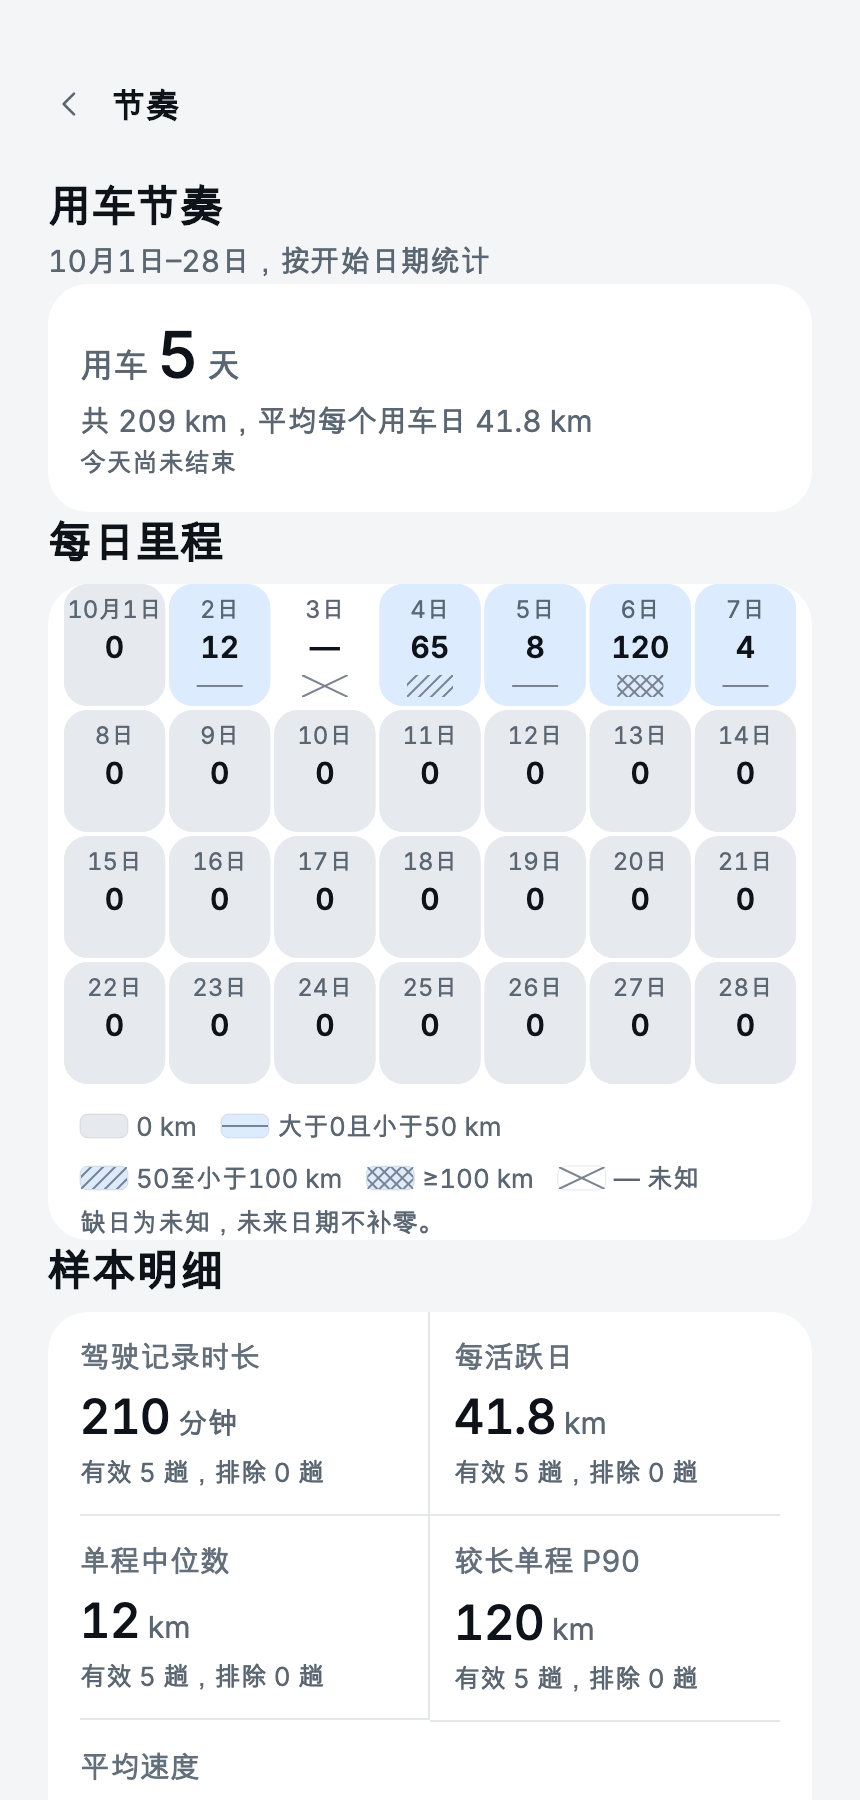 节奏
用车节奏
10月1日–28日，按开始日期统计
用车 5 天
共 209 km，平均每个用车日 41.8 km
今天尚未结束
每日里程
10月1日 2日 3日 4日 5日 6日 7日
0 12 — 65 8 120 4
8日 9日 10日 11日 12日 13日 14日
0 0 0 0 0 0 0
15日 16日 17日 18日 19日 20日 21日
0 0 0 0 0 0 0
22日 23日 24日 25日 26日 27日 28日
0 0 0 0 0 0 0
0 km 大于0且小于50 km
50至小于100 km ≥100 km — 未知
缺日为未知，未来日期不补零。
样本明细
驾驶记录时长 每活跃日
210 分钟 41.8 km
有效 5 趟，排除 0 趟 有效 5 趟，排除 0 趟
单程中位数 较长单程 P90
12 km 120 km
有效 5 趟，排除 0 趟 有效 5 趟，排除 0 趟
平均速度